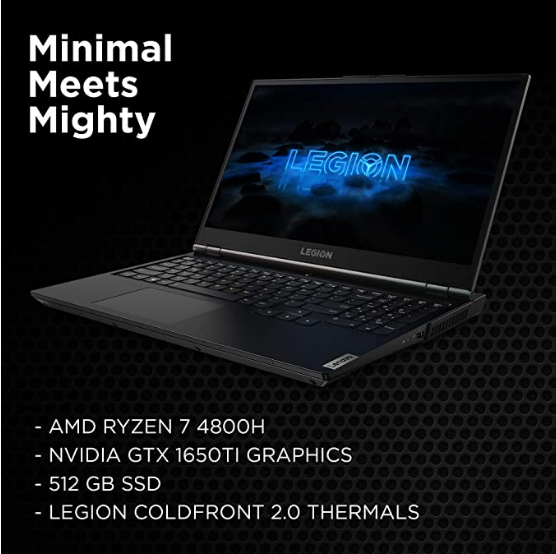 Minimal
Meets
Mighty
LEGION
LEGION
Lenovo
- AMD RYZEN 7 4800H
- NVIDIA GTX 1650TI GRAPHICS
- 512 GB SSD
- LEGION COLDFRONT 2.0 THERMALS